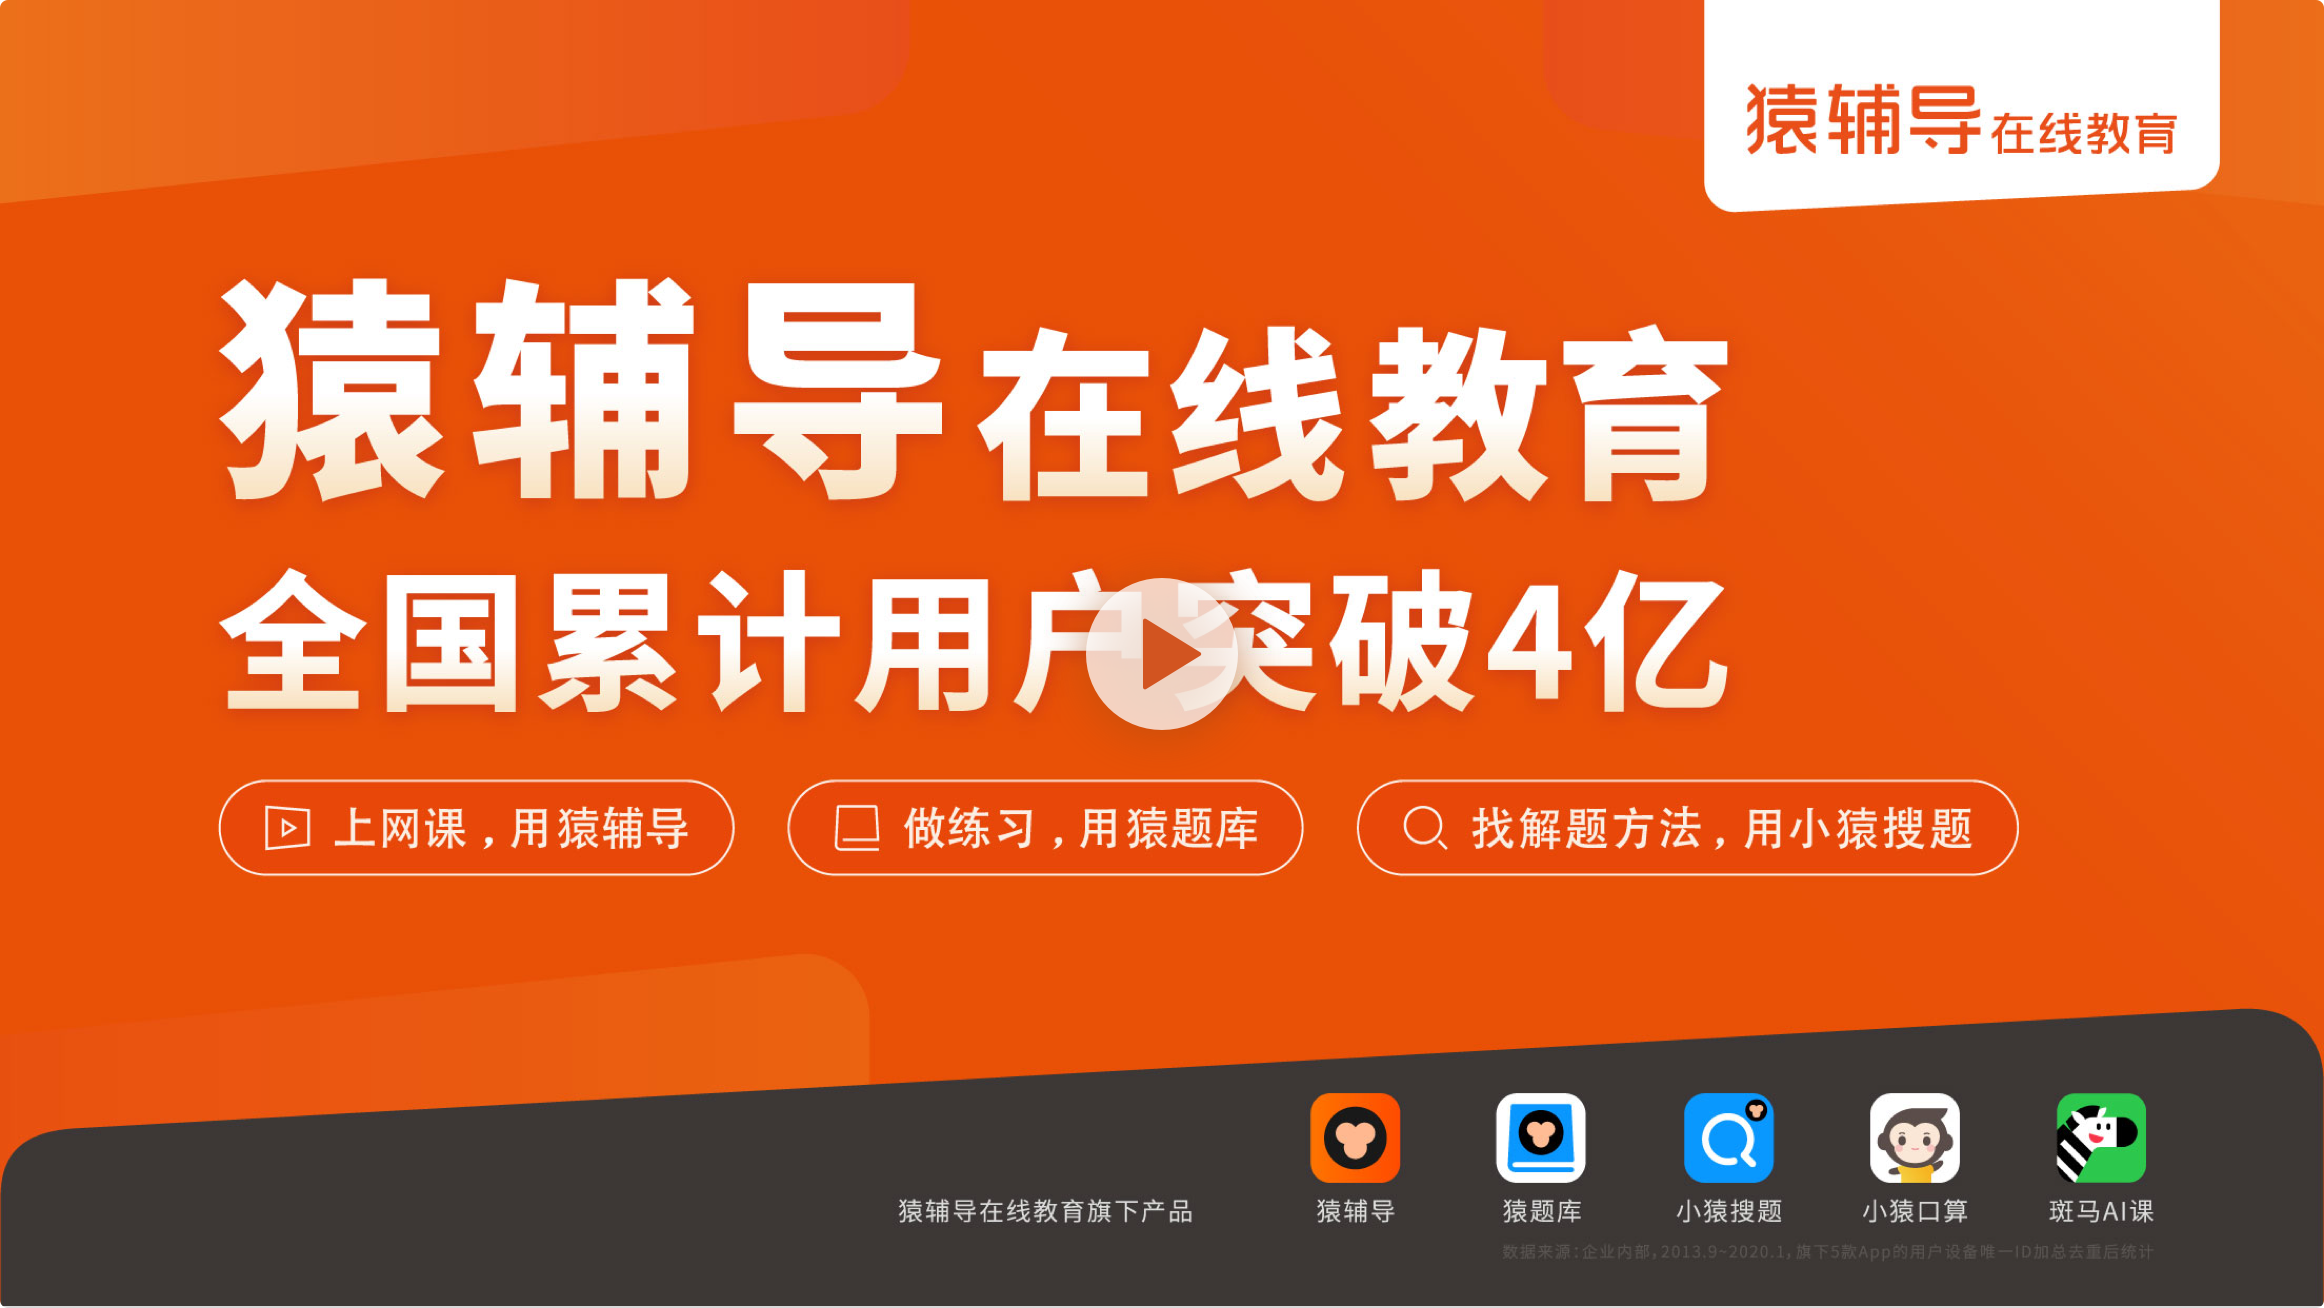 猿辅导在线教育
猿辅导在线教育
全国累计用户突破4亿
上网课，用猿辅导
做练习，用猿题库
找解题方法，用小猿搜题
猿辅导在线教育旗下产品
猿辅导
猿题库
小猿搜题
小猿口算
斑马AI课
数据来源：企业内部，2013.9~2020.1，旗下5款App的用户设备唯一ID加总去重后统计